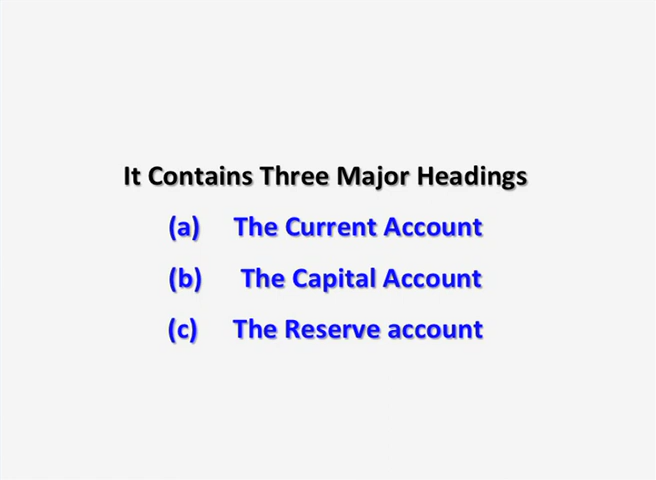 It Contains Three Major Headings
(a) The Current Account
(b) The Capital Account
(c) The Reserve account